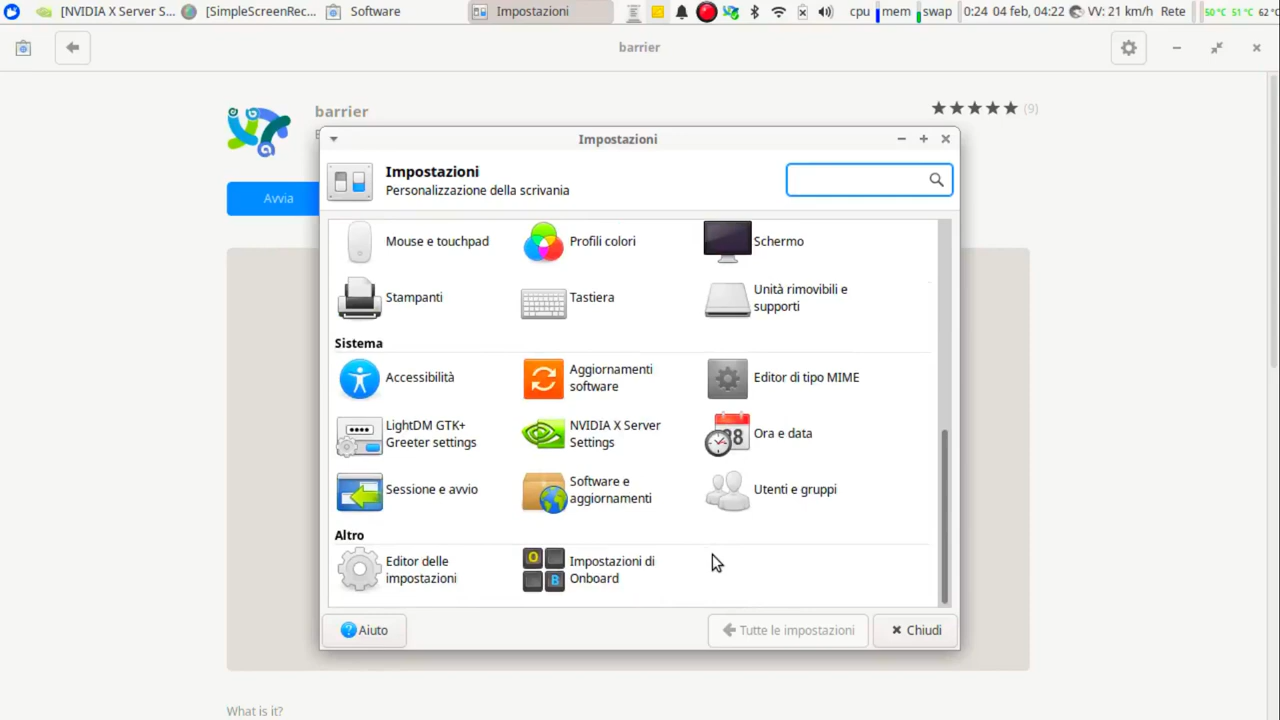 [NVIDIA X Server S... [SimpleScreenRec... Software Impostazioni cpu mem swap 0:24 04 feb, 04:22 VV: 21 km/h Rete 50°C 51°C 62°C
barrier
barrier
(9)
Avvia
Impostazioni
Impostazioni
Personalizzazione della scrivania
Mouse e touchpad
Profili colori
Schermo
Stampanti
Tastiera
Unità rimovibili e
supporti
Sistema
Accessibilità
Aggiornamenti
software
Editor di tipo MIME
LightDM GTK+
Greeter settings
NVIDIA X Server
Settings
Ora e data
Sessione e avvio
Software e
aggiornamenti
Utenti e gruppi
Altro
Editor delle
impostazioni
Impostazioni di
Onboard
Aiuto
Tutte le impostazioni
Chiudi
What is it?